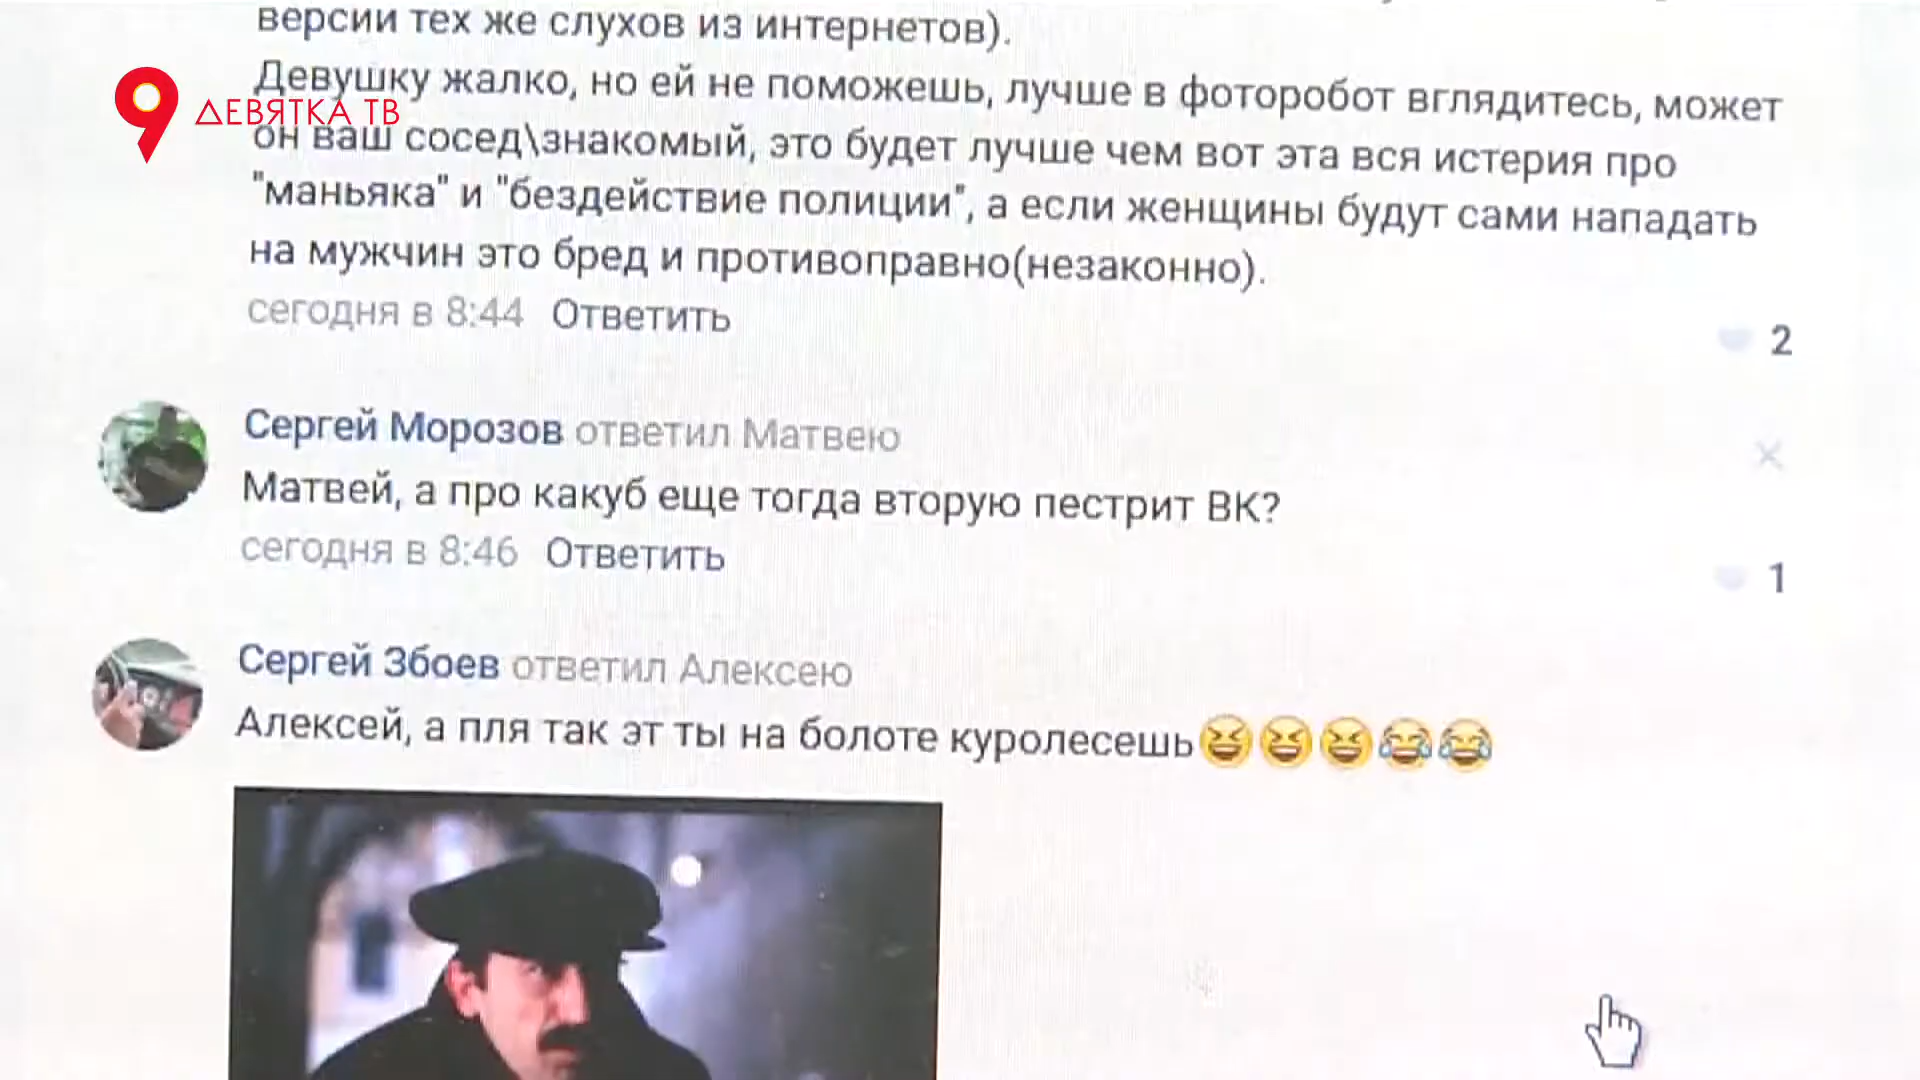 версии тех же слухов из интернетов).
Девушку жалко, но ей не поможешь, лучше в фоторобот вглядитесь, может
9 ДЕВЯТКА ТВ
он ваш сосед\знакомый, это будет лучше чем вот эта вся истерия про
"маньяка" и "бездействие полиции", а если женщины будут сами нападать
на мужчин это бред и противоправно(незаконно).
сегодня в 8:44 Ответить
2
Сергей Морозов ответил Матвею
Матвей, а про какуб еще тогда вторую пестрит ВК?
сегодня в 8:46 Ответить
1
Сергей Збоев ответил Алексею
Алексей, а пля так эт ты на болоте куролесешь😆😆😆😂😂